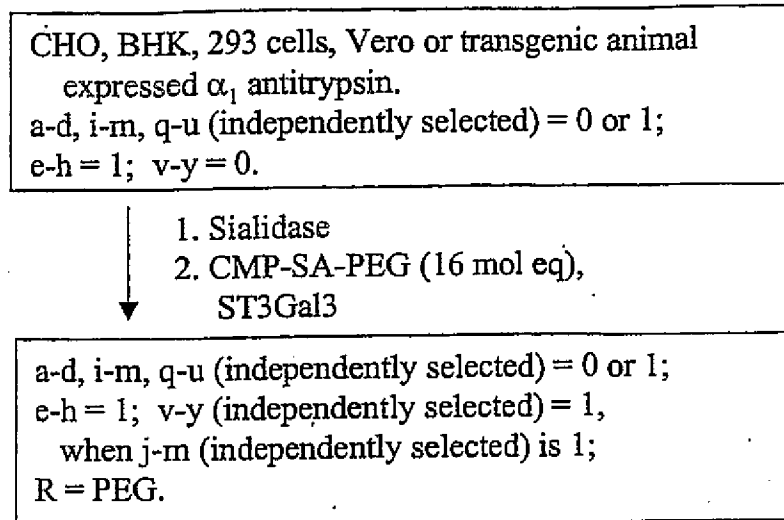 CHO, BHK, 293 cells, Vero or transgenic animal
expressed α₁ antitrypsin.
a-d, i-m, q-u (independently selected) = 0 or 1;
e-h = 1; v-y = 0.
1. Sialidase
2. CMP-SA-PEG (16 mol eq),
ST3Gal3
a-d, i-m, q-u (independently selected) = 0 or 1;
e-h = 1; v-y (independently selected) = 1,
when j-m (independently selected) is 1;
R = PEG.